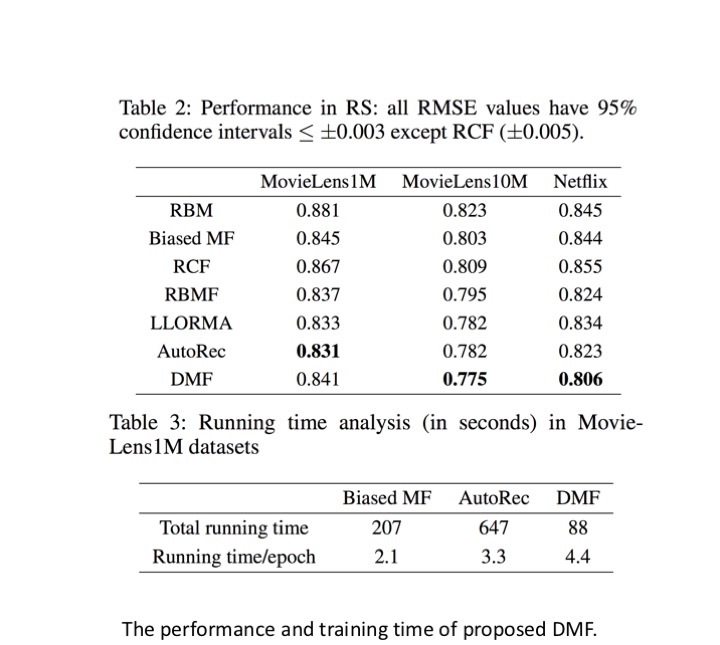 Table 2: Performance in RS: all RMSE values have 95%
confidence intervals ≤ ±0.003 except RCF (±0.005).
MovieLens1M MovieLens10M Netflix
RBM 0.881 0.823 0.845
Biased MF 0.845 0.803 0.844
RCF 0.867 0.809 0.855
RBMF 0.837 0.795 0.824
LLORMA 0.833 0.782 0.834
AutoRec 0.831 0.782 0.823
DMF 0.841 0.775 0.806
Table 3: Running time analysis (in seconds) in Movie-
Lens1M datasets
Biased MF AutoRec DMF
Total running time 207 647 88
Running time/epoch 2.1 3.3 4.4
The performance and training time of proposed DMF.